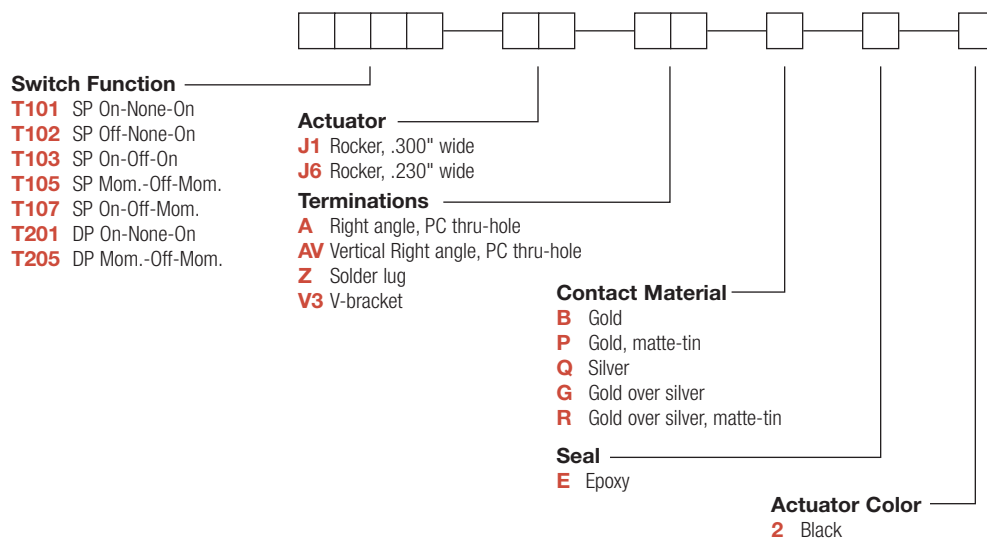 Switch Function
T101 SP On-None-On
T102 SP Off-None-On
T103 SP On-Off-On
T105 SP Mom.-Off-Mom.
T107 SP On-Off-Mom.
T201 DP On-None-On
T205 DP Mom.-Off-Mom.
Actuator
J1 Rocker, .300" wide
J6 Rocker, .230" wide
Terminations
A Right angle, PC thru-hole
AV Vertical Right angle, PC thru-hole
Z Solder lug
V3 V-bracket
Contact Material
B Gold
P Gold, matte-tin
Q Silver
G Gold over silver
R Gold over silver, matte-tin
Seal
E Epoxy
Actuator Color
2 Black